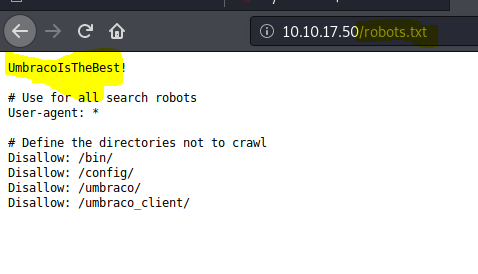 10.10.17.50/robots.txt
UmbracoIsTheBest!
# Use for all search robots
User-agent: *
# Define the directories not to crawl
Disallow: /bin/
Disallow: /config/
Disallow: /umbraco/
Disallow: /umbraco_client/